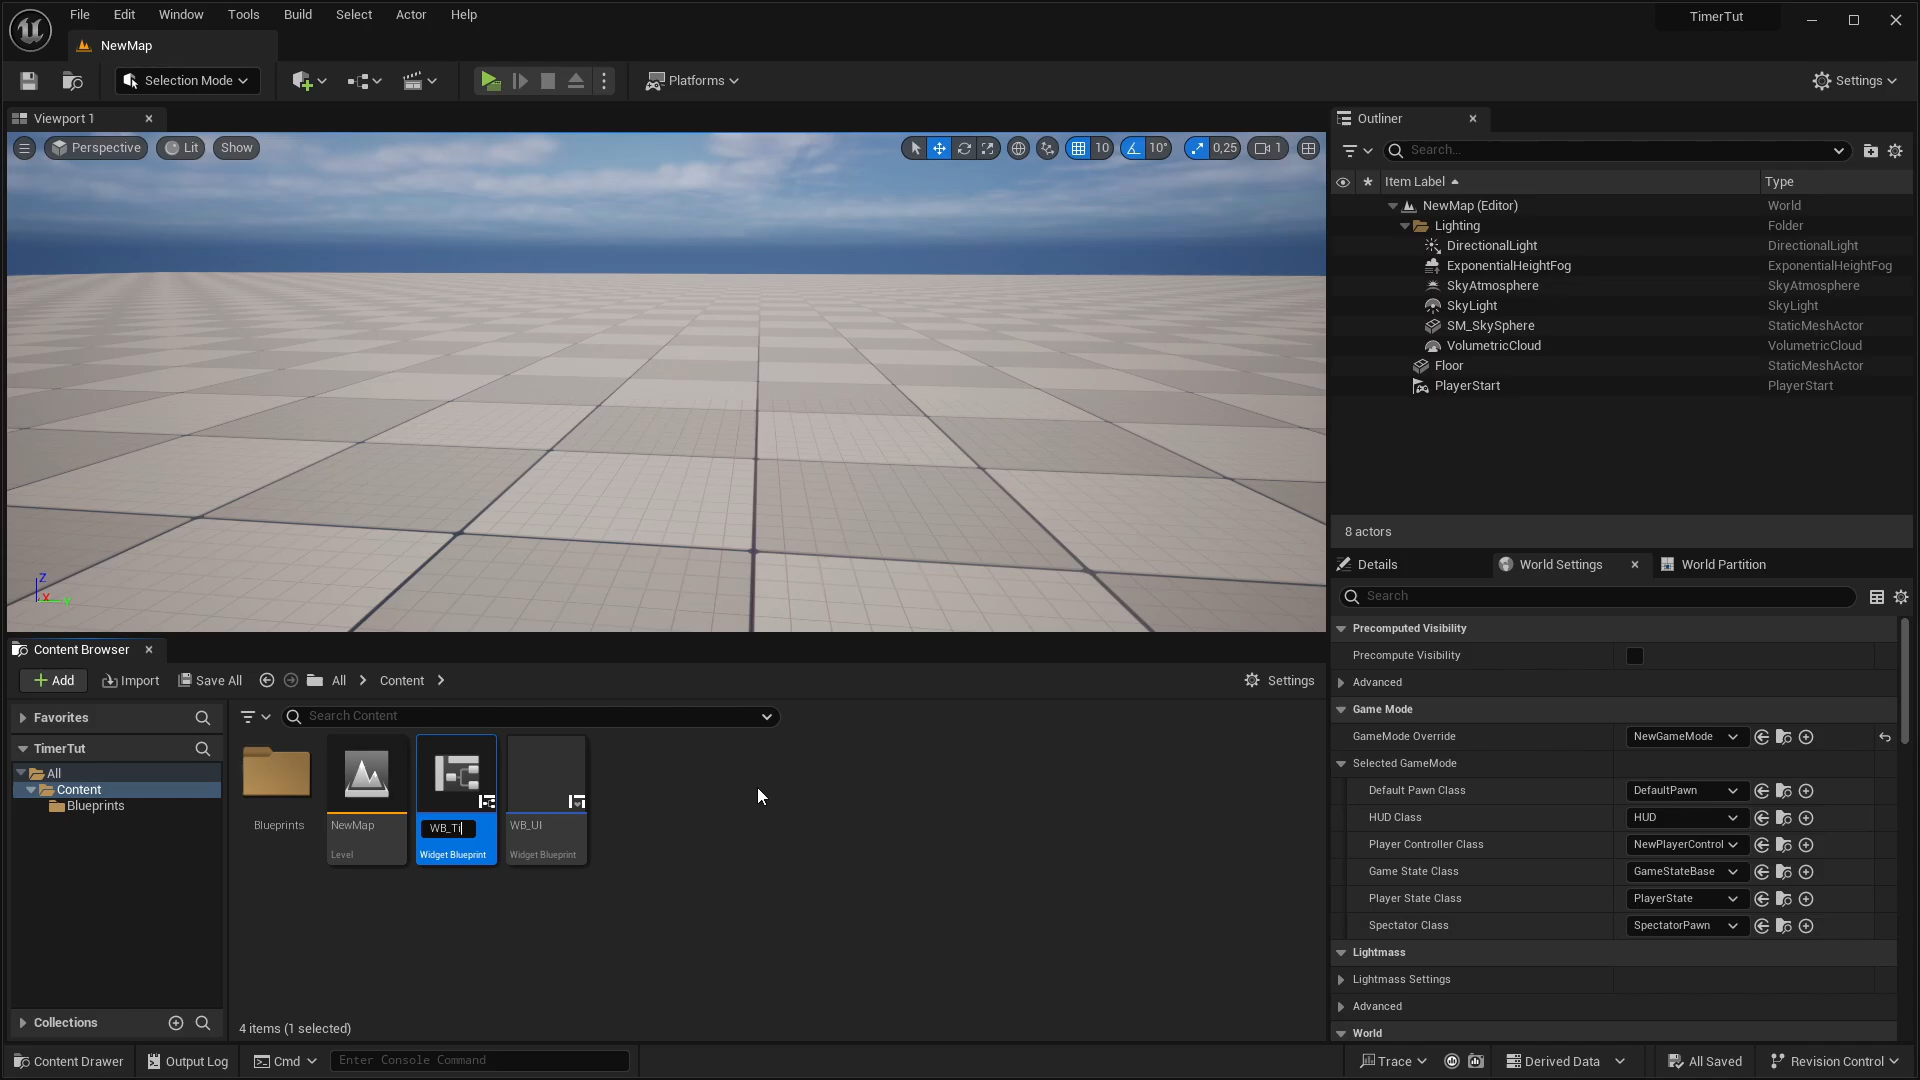 File Edit Window Tools Build Select Actor Help
TimerTut
NewMap
Selection Mode
Platforms
Settings
Viewport 1
Perspective Lit Show
10 10° 0,25 1
Z
X
Y
Outliner
Search...
Item Label Type
NewMap (Editor) World
Lighting Folder
DirectionalLight DirectionalLight
ExponentialHeightFog ExponentialHeightFog
SkyAtmosphere SkyAtmosphere
SkyLight SkyLight
SM_SkySphere StaticMeshActor
VolumetricCloud VolumetricCloud
Floor StaticMeshActor
PlayerStart PlayerStart
8 actors
Details World Settings World Partition
Search
Precomputed Visibility
Precompute Visibility
Advanced
Game Mode
GameMode Override NewGameMode
Selected GameMode
Default Pawn Class DefaultPawn
HUD Class HUD
Player Controller Class NewPlayerControl
Game State Class GameStateBase
Player State Class PlayerState
Spectator Class SpectatorPawn
Lightmass
Lightmass Settings
Advanced
World
Content Browser
Add Import Save All All Content Settings
Favorites
TimerTut
All
Content
Blueprints
Collections
Search Content
Blueprints
NewMap
Level
WB_Ti
Widget Blueprint
WB_UI
Widget Blueprint
4 items (1 selected)
Content Drawer Output Log Cmd Enter Console Command Trace Derived Data All Saved Revision Control